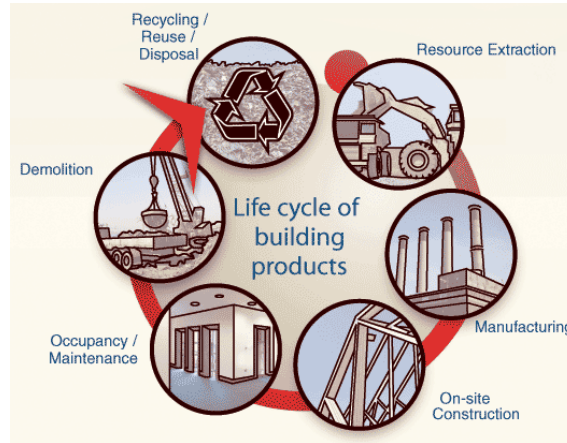 Recycling /
Reuse /
Disposal
Resource Extraction
Demolition
Life cycle of
building
products
Manufacturing
Occupancy /
Maintenance
On-site
Construction